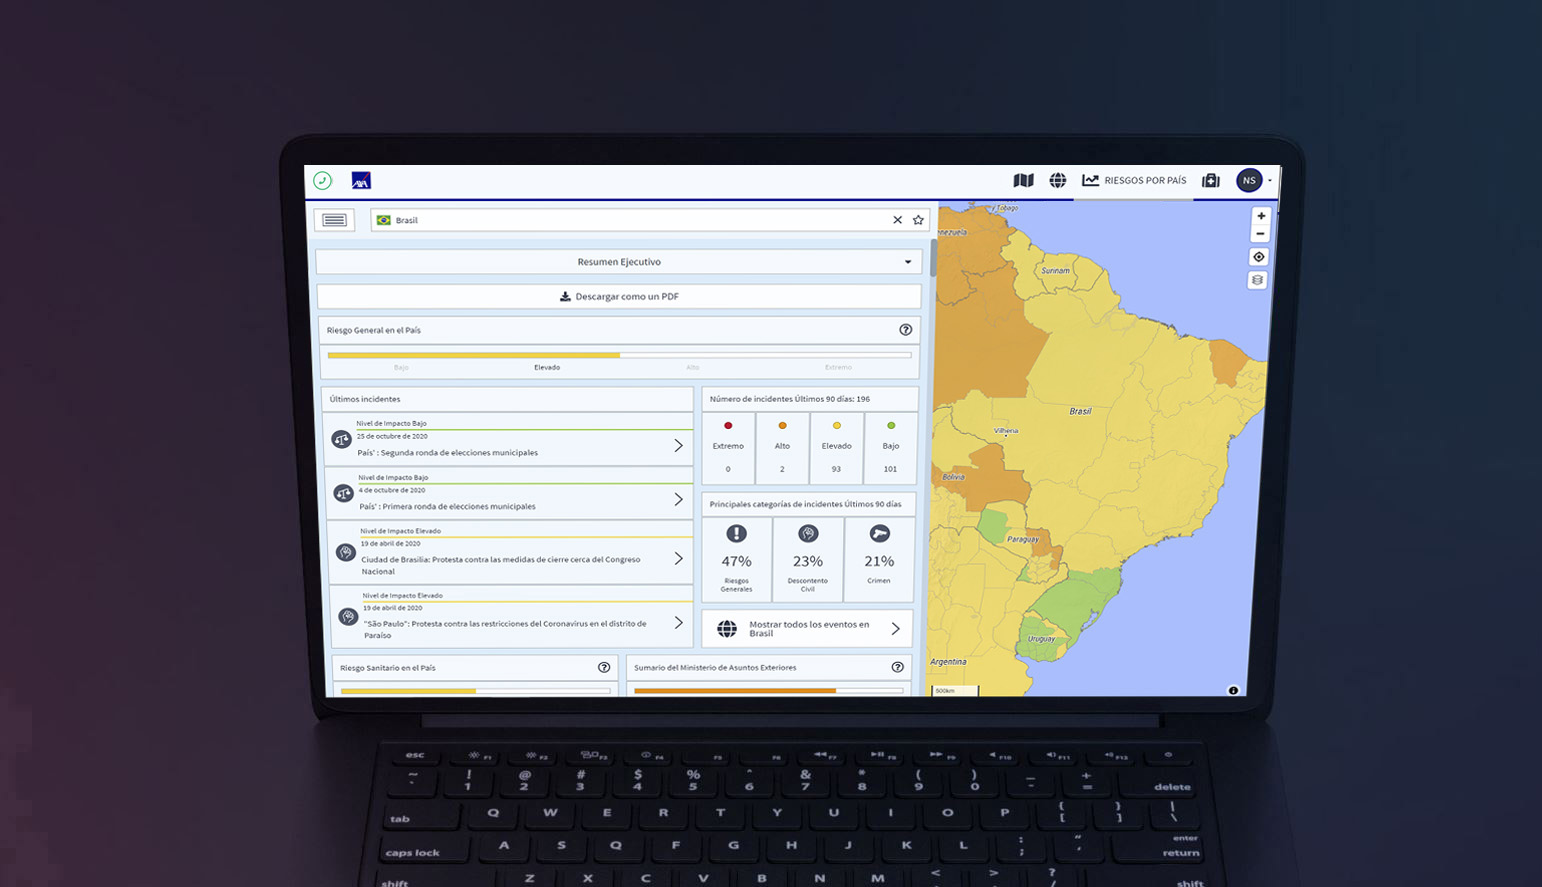 AXA
RIESGOS POR PAÍS
NS
Brasil
Resumen Ejecutivo
Descargar como un PDF
Riesgo General en el País
Bajo
Elevado
Alto
Extremo
Últimos incidentes
Nivel de Impacto Bajo
25 de octubre de 2020
País' : Segunda ronda de elecciones municipales
Nivel de Impacto Bajo
4 de octubre de 2020
País' : Primera ronda de elecciones municipales
Nivel de Impacto Elevado
19 de abril de 2020
Ciudad de Brasilia: Protesta contra las medidas de cierre cerca del Congreso
Nacional
Nivel de Impacto Elevado
19 de abril de 2020
"São Paulo": Protesta contra las restricciones del Coronavirus en el distrito de
Paraíso
Riesgo Sanitario en el País
Número de incidentes Últimos 90 días: 196
Extremo
Alto
Elevado
Bajo
0
2
93
101
Principales categorías de incidentes Últimos 90 días
47%
23%
21%
Riesgos
Generales
Descontento
Civil
Crimen
Mostrar todos los eventos en
Brasil
Sumario del Ministerio de Asuntos Exteriores
Tobago
nezuela
Surinam
Brasil
Vilhena
Bolivia
Paraguay
Uruguay
Argentina
500km
+
−
esc
F1
F2
F3
F4
F5
F6
F7
F8
F9
F10
F11
F12
~ ! @ # $ % ^ & * ( ) _ +
` 1 2 3 4 5 6 7 8 9 0 - = delete
tab Q W E R T Y U I O P { } |
[ ] \
caps lock A S Q F G H J K L : " enter
; ' return
shift Z X C V B N M < > ? shift